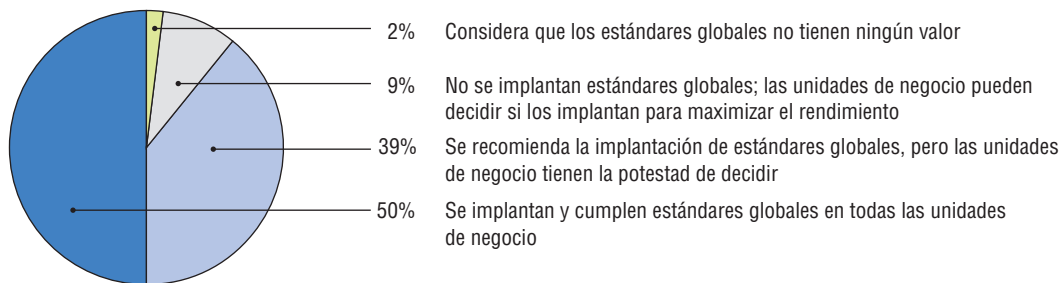 2% Considera que los estándares globales no tienen ningún valor
9% No se implantan estándares globales; las unidades de negocio pueden
decidir si los implantan para maximizar el rendimiento
39% Se recomienda la implantación de estándares globales, pero las unidades
de negocio tienen la potestad de decidir
50% Se implantan y cumplen estándares globales en todas las unidades
de negocio